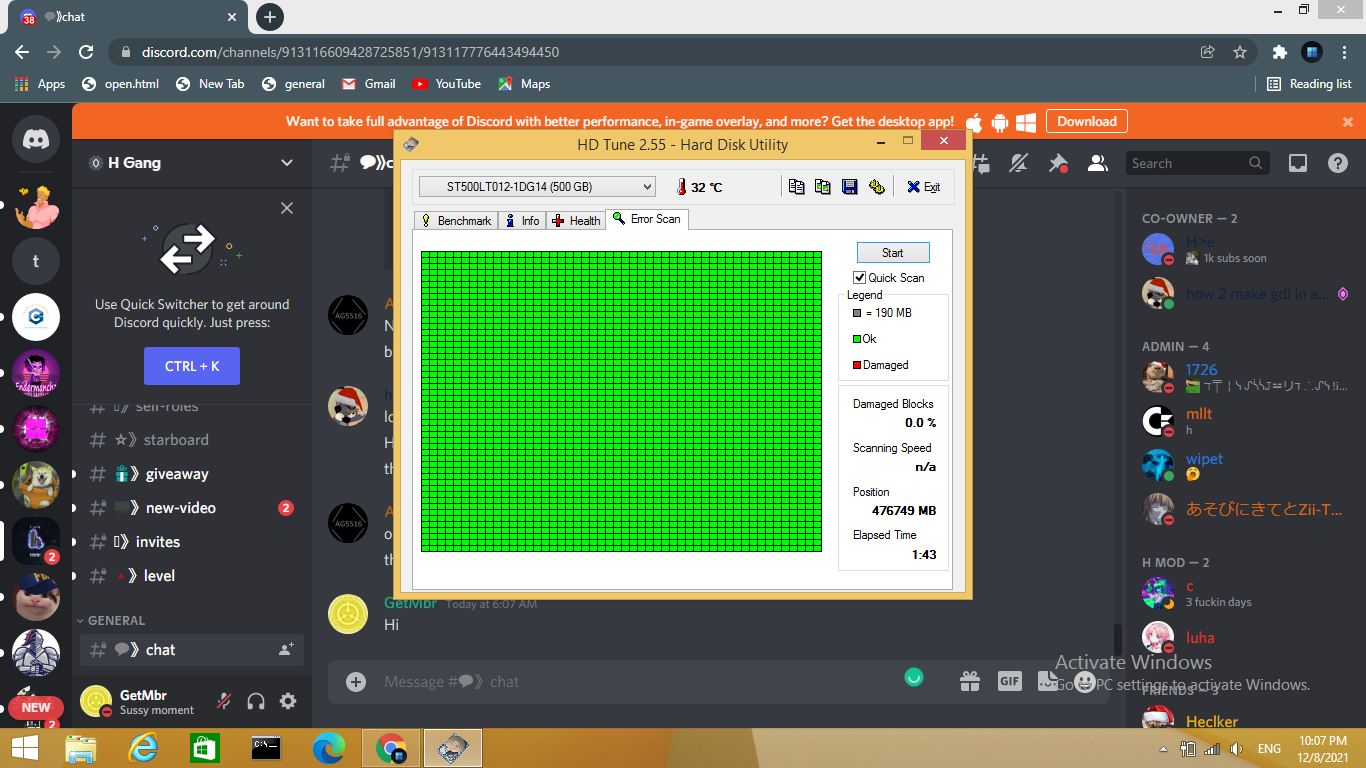 38
chat
discord.com/channels/913116609428725851/913117776443494450
Apps
open.html
New Tab
general
Gmail
YouTube
Maps
Reading list
Want to take full advantage of Discord with better performance, in-game overlay, and more? Get the desktop app!
Download
H Gang
Search
Use Quick Switcher to get around
Discord quickly. Just press:
CTRL + K
self-roles
☆》starboard
giveaway
new-video
2
invites
level
GENERAL
chat
GetMbr
Sussy moment
t
2
NEW
2
HD Tune 2.55 - Hard Disk Utility
ST500LT012-1DG14 (500 GB)
32 °C
Exit
Benchmark
Info
Health
Error Scan
Start
Quick Scan
Legend
= 190 MB
Ok
Damaged
Damaged Blocks
0.0 %
Scanning Speed
n/a
Position
476749 MB
Elapsed Time
1:43
AG5516
AG5516
GetMbr Today at 6:07 AM
Hi
Message #💬》chat
GIF
CO-OWNER — 2
H>e
1k subs soon
how 2 make gdi in a...
ADMIN — 4
1726
mllt
h
wipet
あそびにきてとZii-T...
H MOD — 2
c
3 fuckin days
luha
Activate Windows
Go to PC settings to activate Windows.
FRIENDS — 3
Heclker
ENG
10:07 PM
12/8/2021